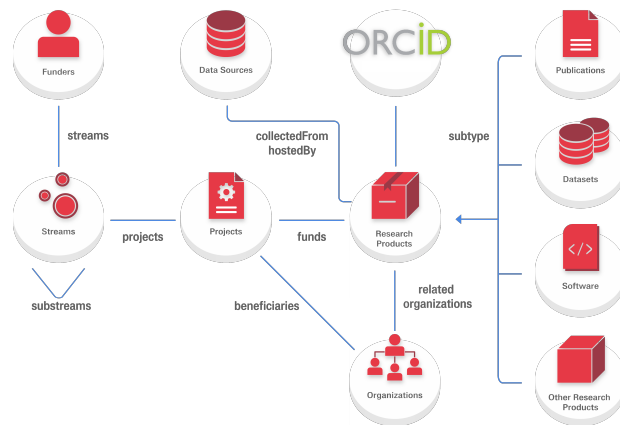 ORCiD
Funders
Data Sources
Publications
streams
collectedFrom
hostedBy
subtype
Datasets
Streams
Projects
Research
Products
projects
funds
</>
Software
substreams
beneficiaries
related
organizations
Organizations
Other Research
Products